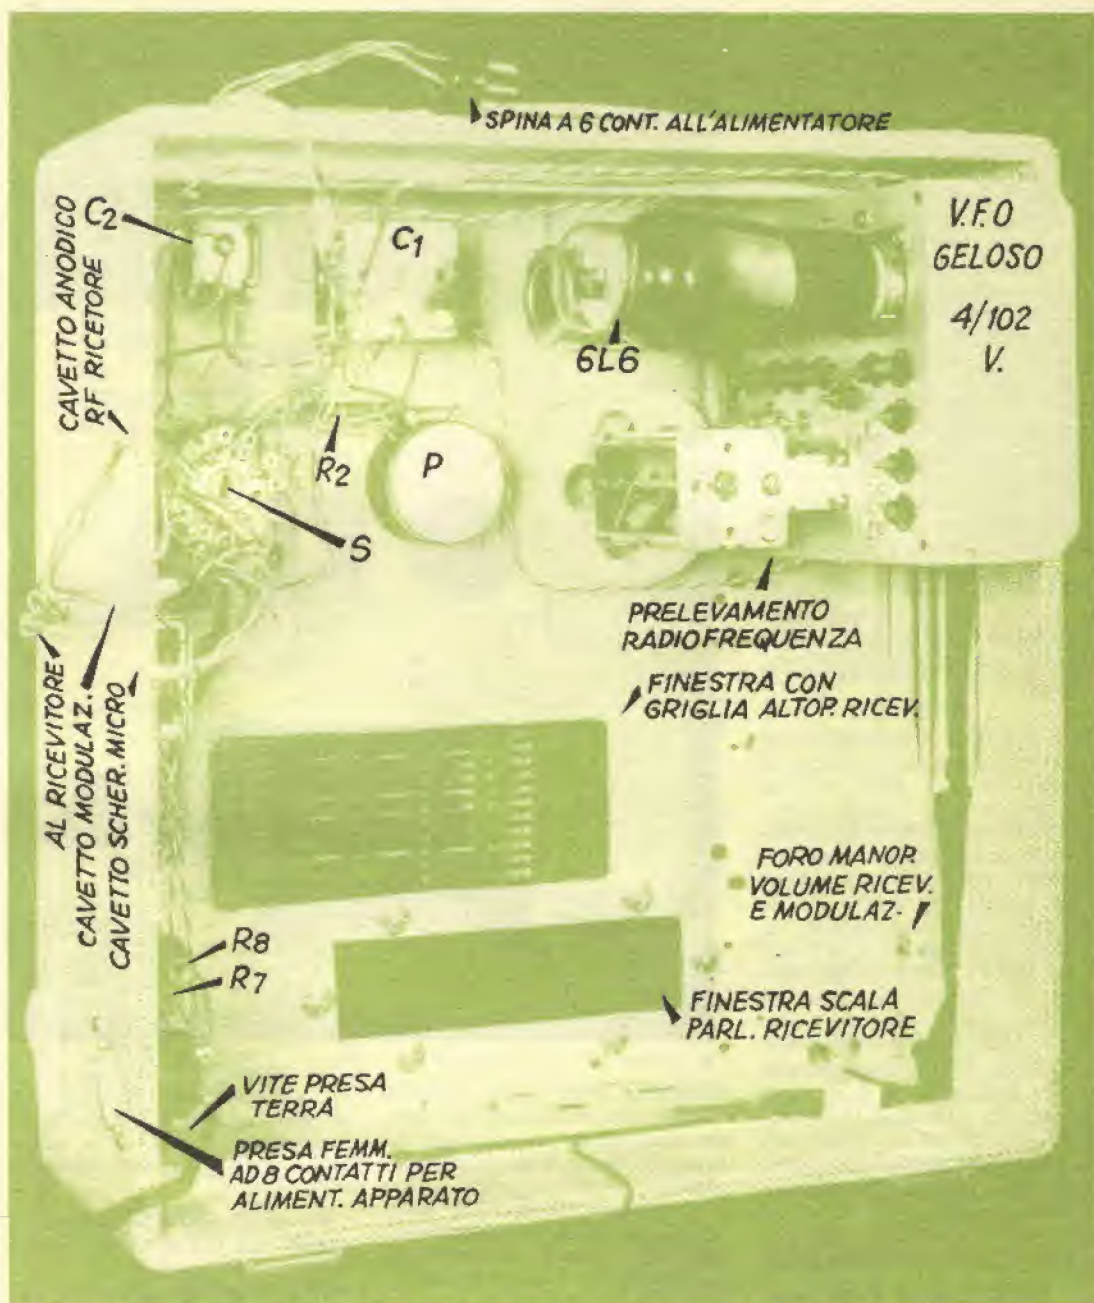 SPINA A 6 CONT. ALL'ALIMENTATORE
CAVETTO ANODICO
RF RICETORE
C2
C1
V.F.O
GELOSO
4/102
V.
6L6
R2
P
S
PRELEVAMENTO
RADIOFREQUENZA
FINESTRA CON
GRIGLIA ALTOP. RICEV.
AL RICEVITORE
CAVETTO MODULAZ.
CAVETTO SCHER. MICRO
FORO MANOP
VOLUME RICEV.
E MODULAZ-
R8
R7
FINESTRA SCALA
PARL. RICEVITORE
VITE PRESA
TERRA
PRESA FEMM.
AD 8 CONTATTI PER
ALIMENT. APPARATO